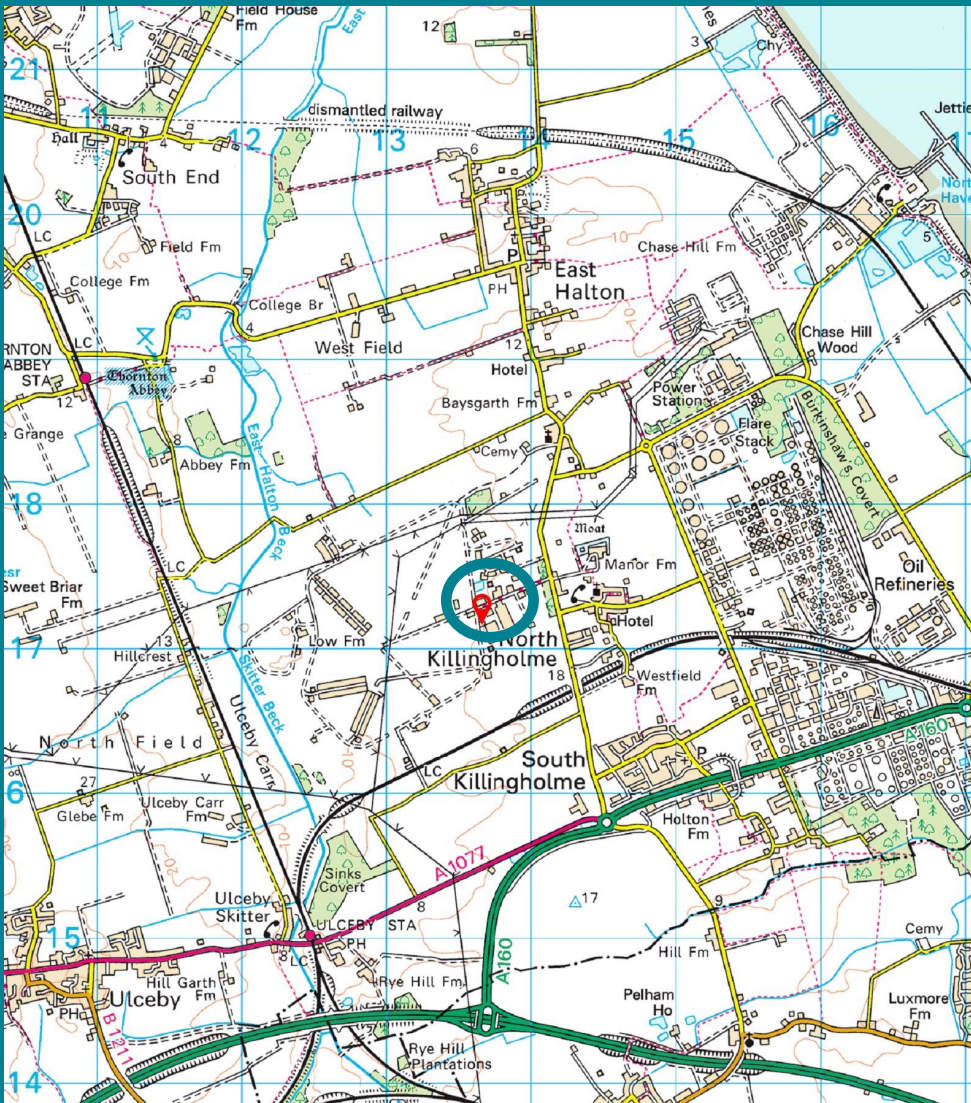 Field House
Fm
East
12
3
Chy
21
dismantled railway
11
12
13
14
15
16
Jetties
Hall
4
6
South End
20
LC
Field Fm
10
Chase Hill Fm
5
College Fm
P
East
Halton
PH
College Br
4
West Field
12
LC
ABBEY
STA
Thornton
Abbey
Hotel
Chase Hill
Wood
12
Baysgarth Fm
Power
Station
Flare
Stack
Burkinshaw's Covert
Grange
8
Abbey Fm
Cemy
East Halton
Beck
18
Moat
LC
Manor Fm
Oil
Refineries
Sweet Briar
Fm
Hotel
13
Low Fm
17
Hillcrest
North
Killingholme
18
Westfield
Fm
Skitter Beck
Ulceby Carr
North Field
LC
South
Killingholme
P
A160
27
Glebe Fm
Ulceby Carr
Fm
20
Holton
Fm
A1077
Sinks
Covert
8
17
9
Ulceby
Skitter
ULCEBY STA
PH
8
LC
15
Hill Fm
Cemy
A160
Hill Garth
Fm
Ulceby
Rye Hill Fm
Pelham
Ho
Luxmore
Fm
PH
B 1211
Rye Hill
Plantations
14